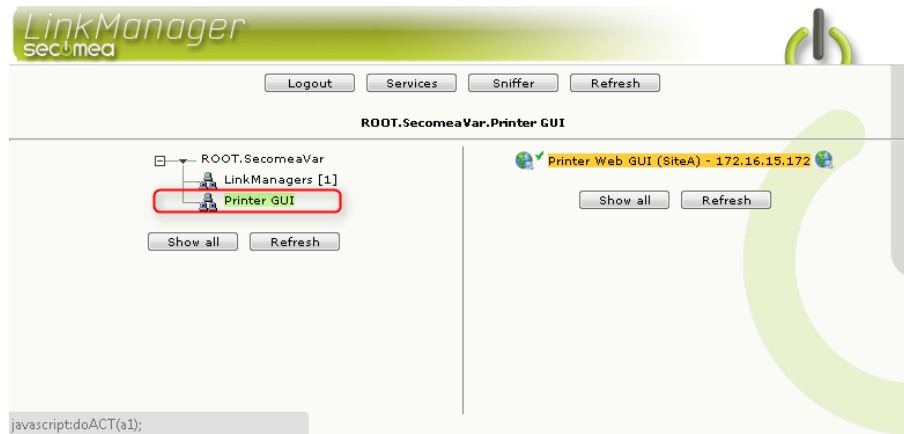 LinkManager
secomea
Logout Services Sniffer Refresh
ROOT.SecomeaVar.Printer GUI
ROOT.SecomeaVar
LinkManagers [1]
Printer GUI
Show all Refresh
Printer Web GUI (SiteA) - 172.16.15.172
Show all Refresh
javascript:doACT(a1);